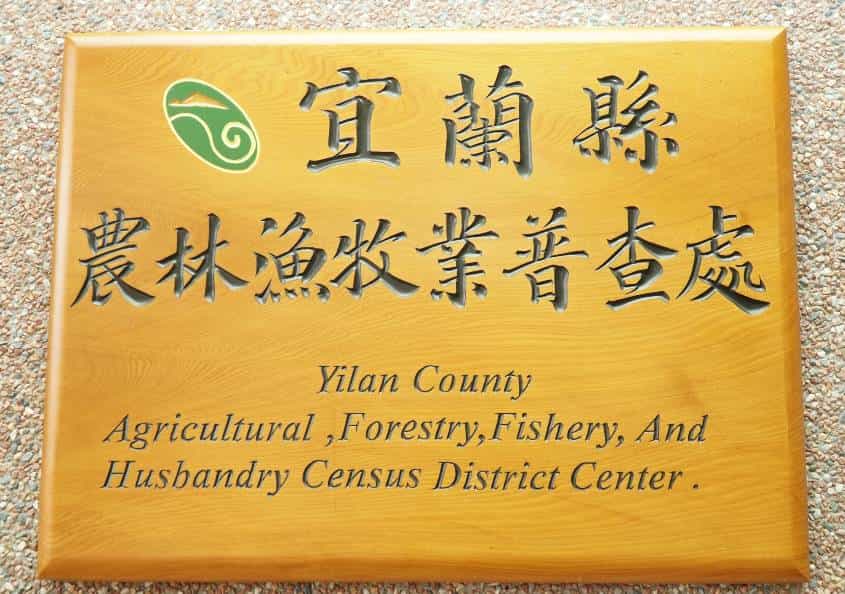 宜蘭縣
農林漁牧業普查處
Yilan County
Agricultural ,Forestry,Fishery, And
Husbandry Census District Center .